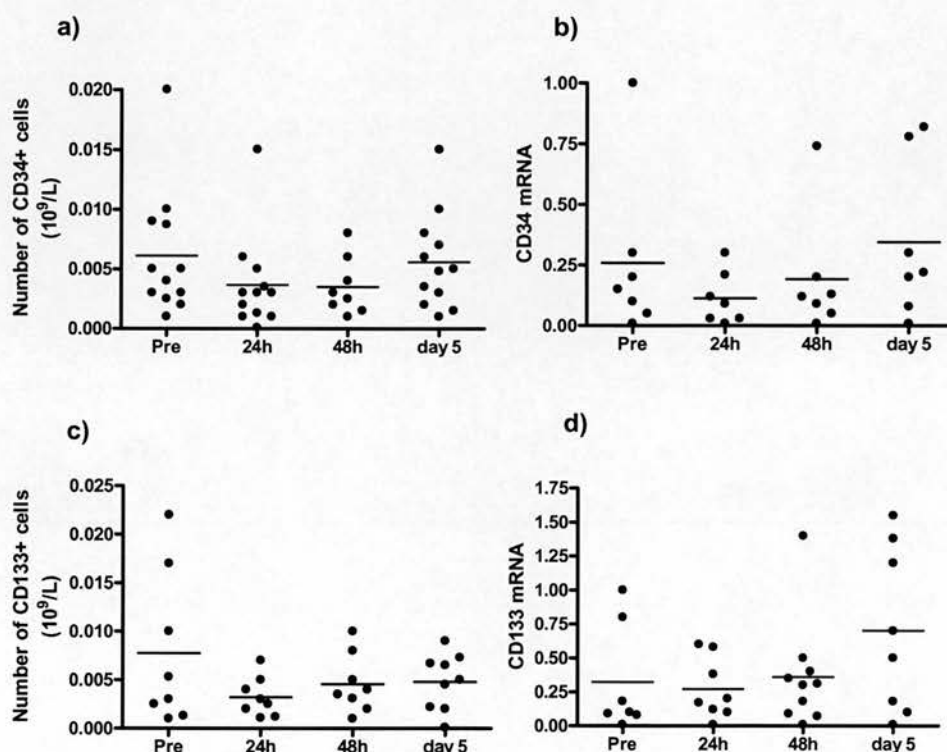 a)
Number of CD34+ cells
(10⁹/L)
0.020
0.015
0.010
0.005
0.000
Pre 24h 48h day 5
b)
CD34 mRNA
1.00
0.75
0.50
0.25
0.00
Pre 24h 48h day 5
c)
Number of CD133+ cells
(10⁹/L)
0.025
0.020
0.015
0.010
0.005
0.000
Pre 24h 48h day 5
d)
CD133 mRNA
1.75
1.50
1.25
1.00
0.75
0.50
0.25
0.00
Pre 24h 48h day 5